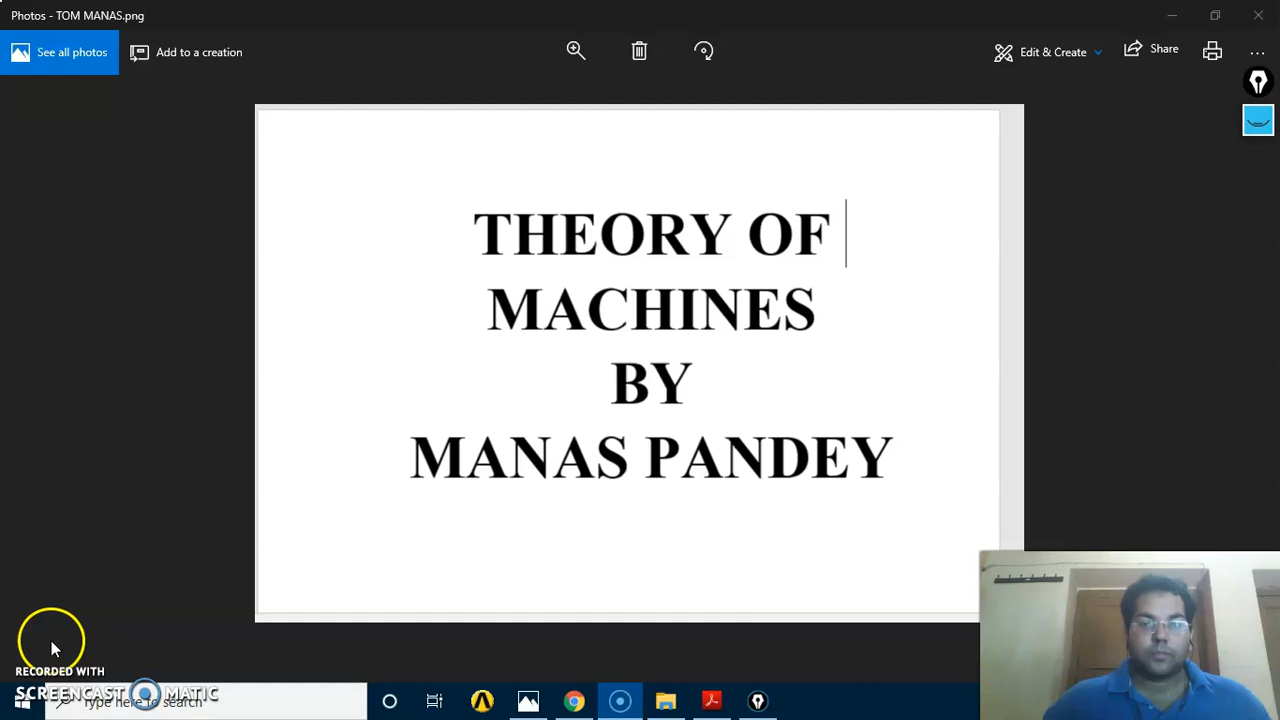 Photos - TOM MANAS.png
See all photos
Add to a creation
Edit & Create
Share
THEORY OF
MACHINES
BY
MANAS PANDEY
RECORDED WITH
SCREENCAST MATIC
Type here to search